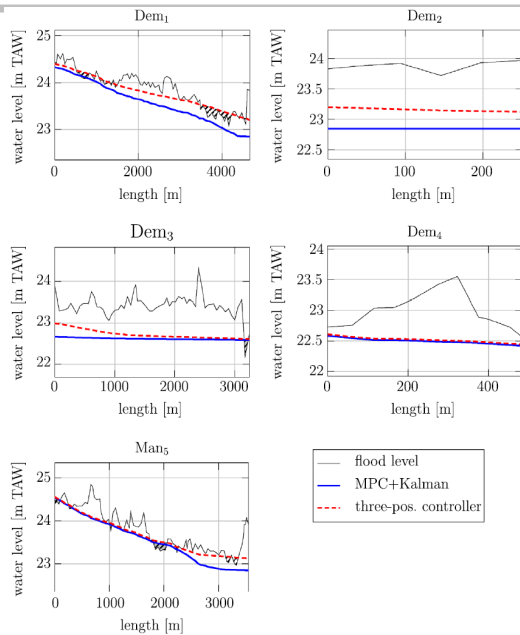 Dem₁
25
24
23
water level [m TAW]
0 2000 4000
length [m]
Dem₂
24
23.5
23
22.5
water level [m TAW]
0 100 200
length [m]
Dem₃
24
23
22
water level [m TAW]
0 1000 2000 3000
length [m]
Dem₄
24
23.5
23
22.5
22
water level [m TAW]
0 200 400
length [m]
Man₅
25
24
23
water level [m TAW]
0 1000 2000 3000
length [m]
flood level
MPC+Kalman
three-pos. controller